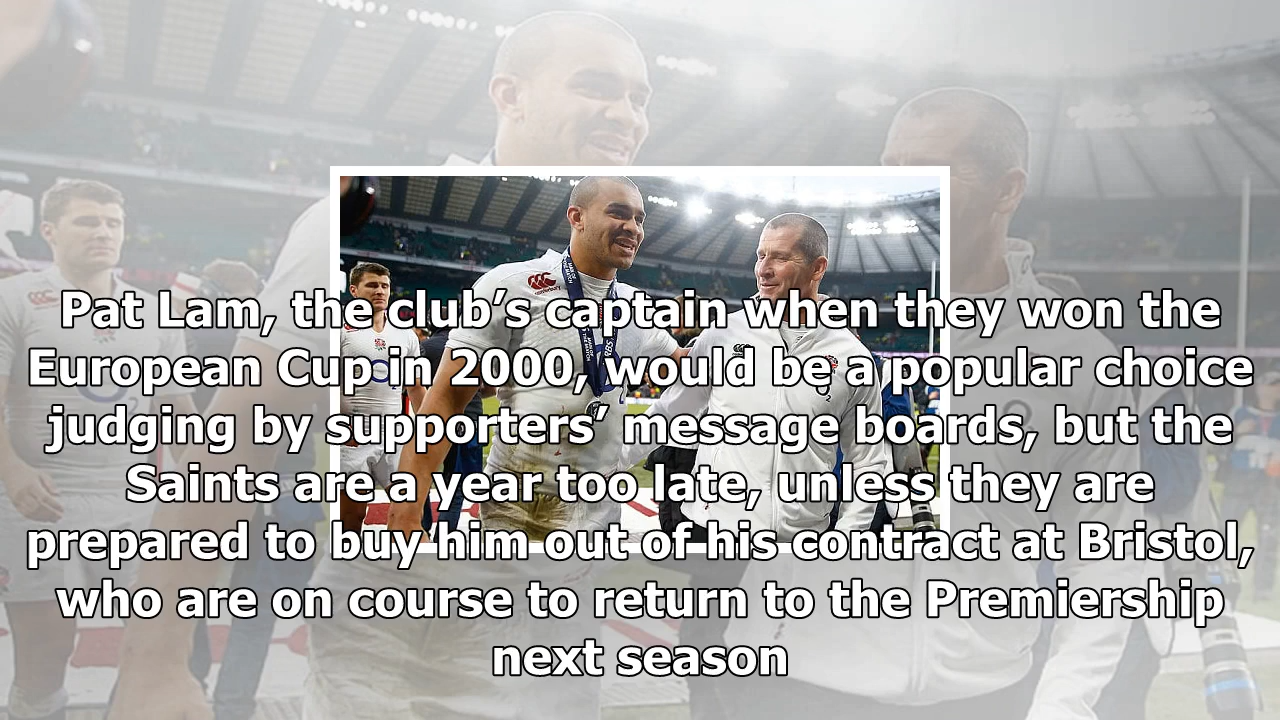 Pat Lam, the club’s captain when they won the
European Cup in 2000, would be a popular choice
judging by supporters’ message boards, but the
Saints are a year too late, unless they are
prepared to buy him out of his contract at Bristol,
who are on course to return to the Premiership
next season